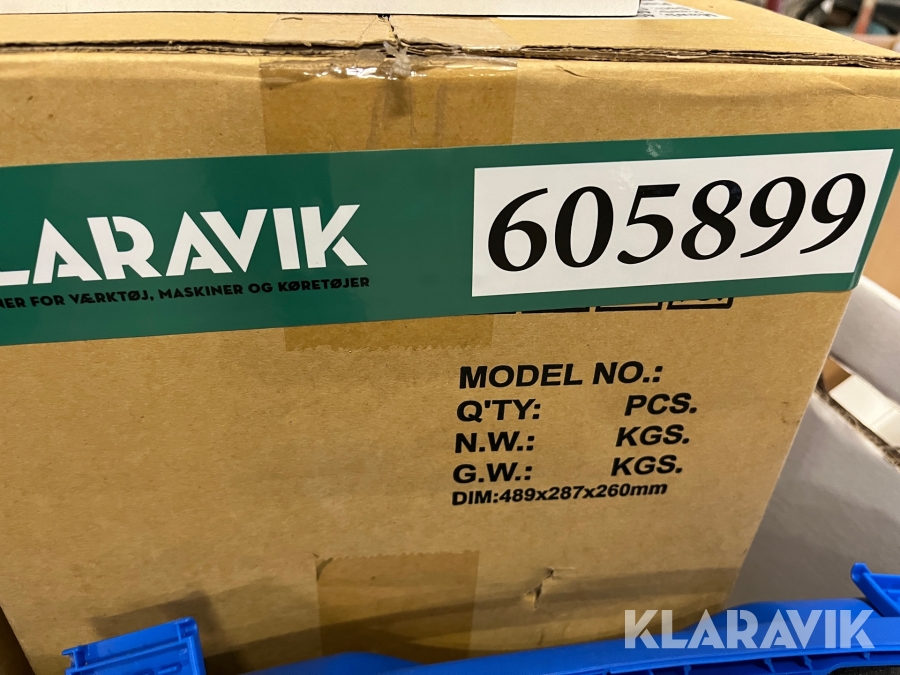 LARAVIK
605899
NER FOR VÆRKTØJ, MASKINER OG KØRETØJER
MODEL NO.:
Q'TY: PCS.
N.W.: KGS.
G.W.: KGS.
DIM:489x287x260mm
KLARAVIK